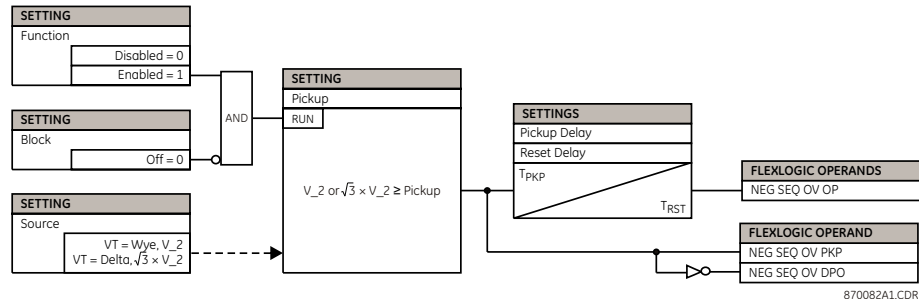 SETTING
Function
Disabled = 0
Enabled = 1
SETTING
Block
Off = 0
SETTING
Source
VT = Wye, V_2
VT = Delta, √3 × V_2
AND
SETTING
Pickup
RUN
V_2 or √3 × V_2 ≥ Pickup
SETTINGS
Pickup Delay
Reset Delay
TPKP
TRST
FLEXLOGIC OPERANDS
NEG SEQ OV OP
FLEXLOGIC OPERAND
NEG SEQ OV PKP
NEG SEQ OV DPO
870082A1.CDR